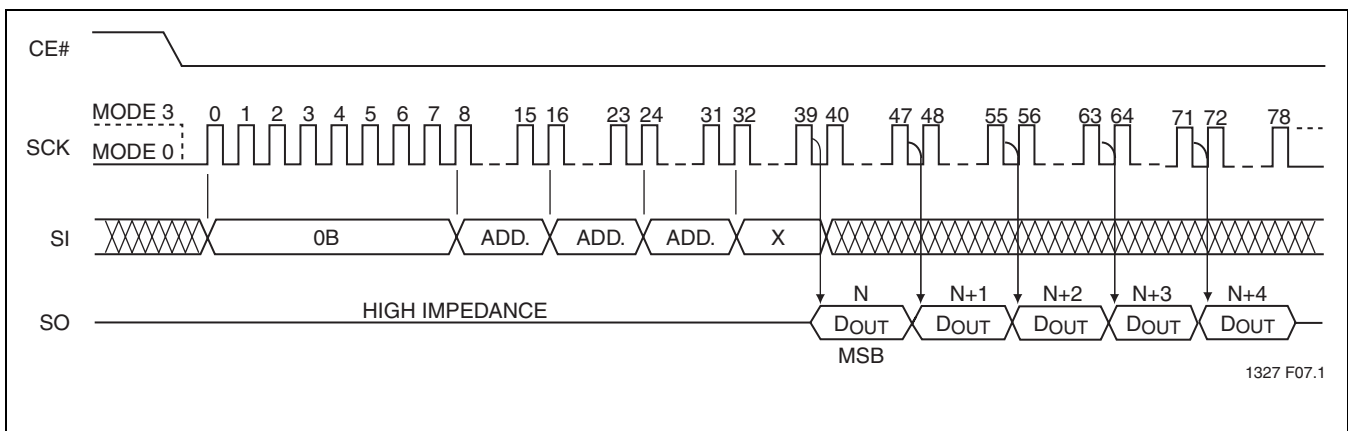 CE#
MODE 3 0 1 2 3 4 5 6 7 8 15 16 23 24 31 32 39 40 47 48 55 56 63 64 71 72 78
SCK MODE 0
SI 0B ADD. ADD. ADD. X
N N+1 N+2 N+3 N+4
SO HIGH IMPEDANCE DOUT DOUT DOUT DOUT DOUT
MSB
1327 F07.1